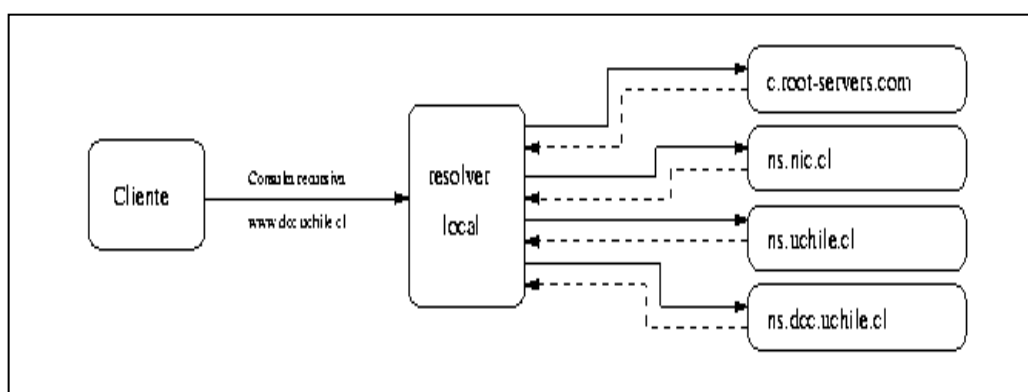 Cliente
Consulta recursiva
www.dcc.uchile.cl
resolver
local
c.root-servers.com
ns.nic.cl
ns.uchile.cl
ns.dcc.uchile.cl